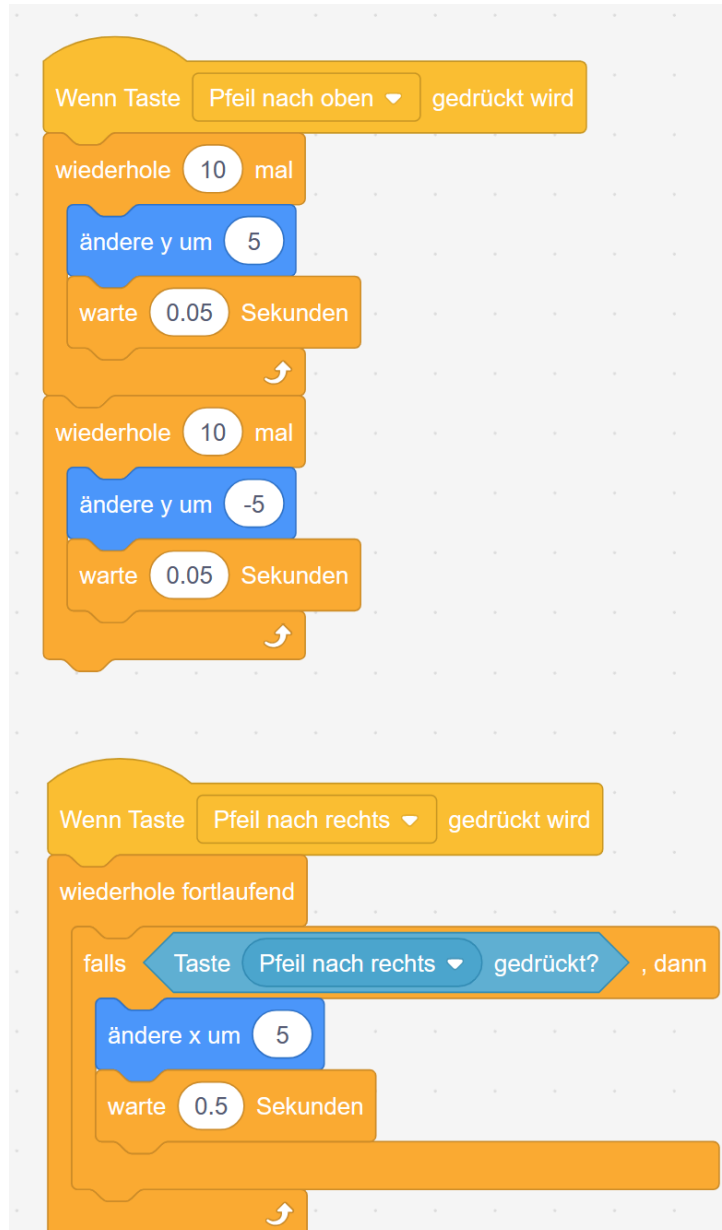 Wenn Taste Pfeil nach oben gedrückt wird
wiederhole 10 mal
ändere y um 5
warte 0.05 Sekunden
wiederhole 10 mal
ändere y um -5
warte 0.05 Sekunden
Wenn Taste Pfeil nach rechts gedrückt wird
wiederhole fortlaufend
falls Taste Pfeil nach rechts gedrückt? , dann
ändere x um 5
warte 0.5 Sekunden